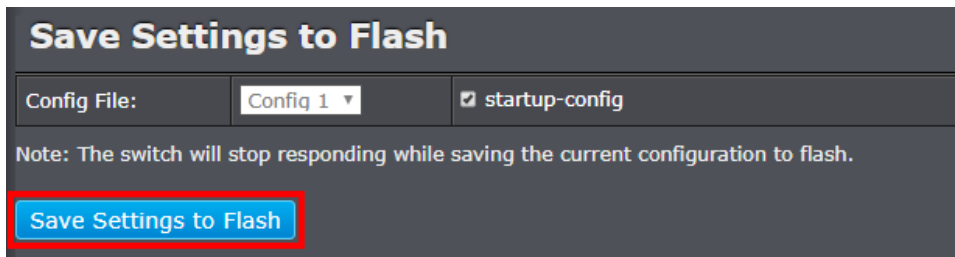 Save Settings to Flash
Config File: Config 1 startup-config
Note: The switch will stop responding while saving the current configuration to flash.
Save Settings to Flash